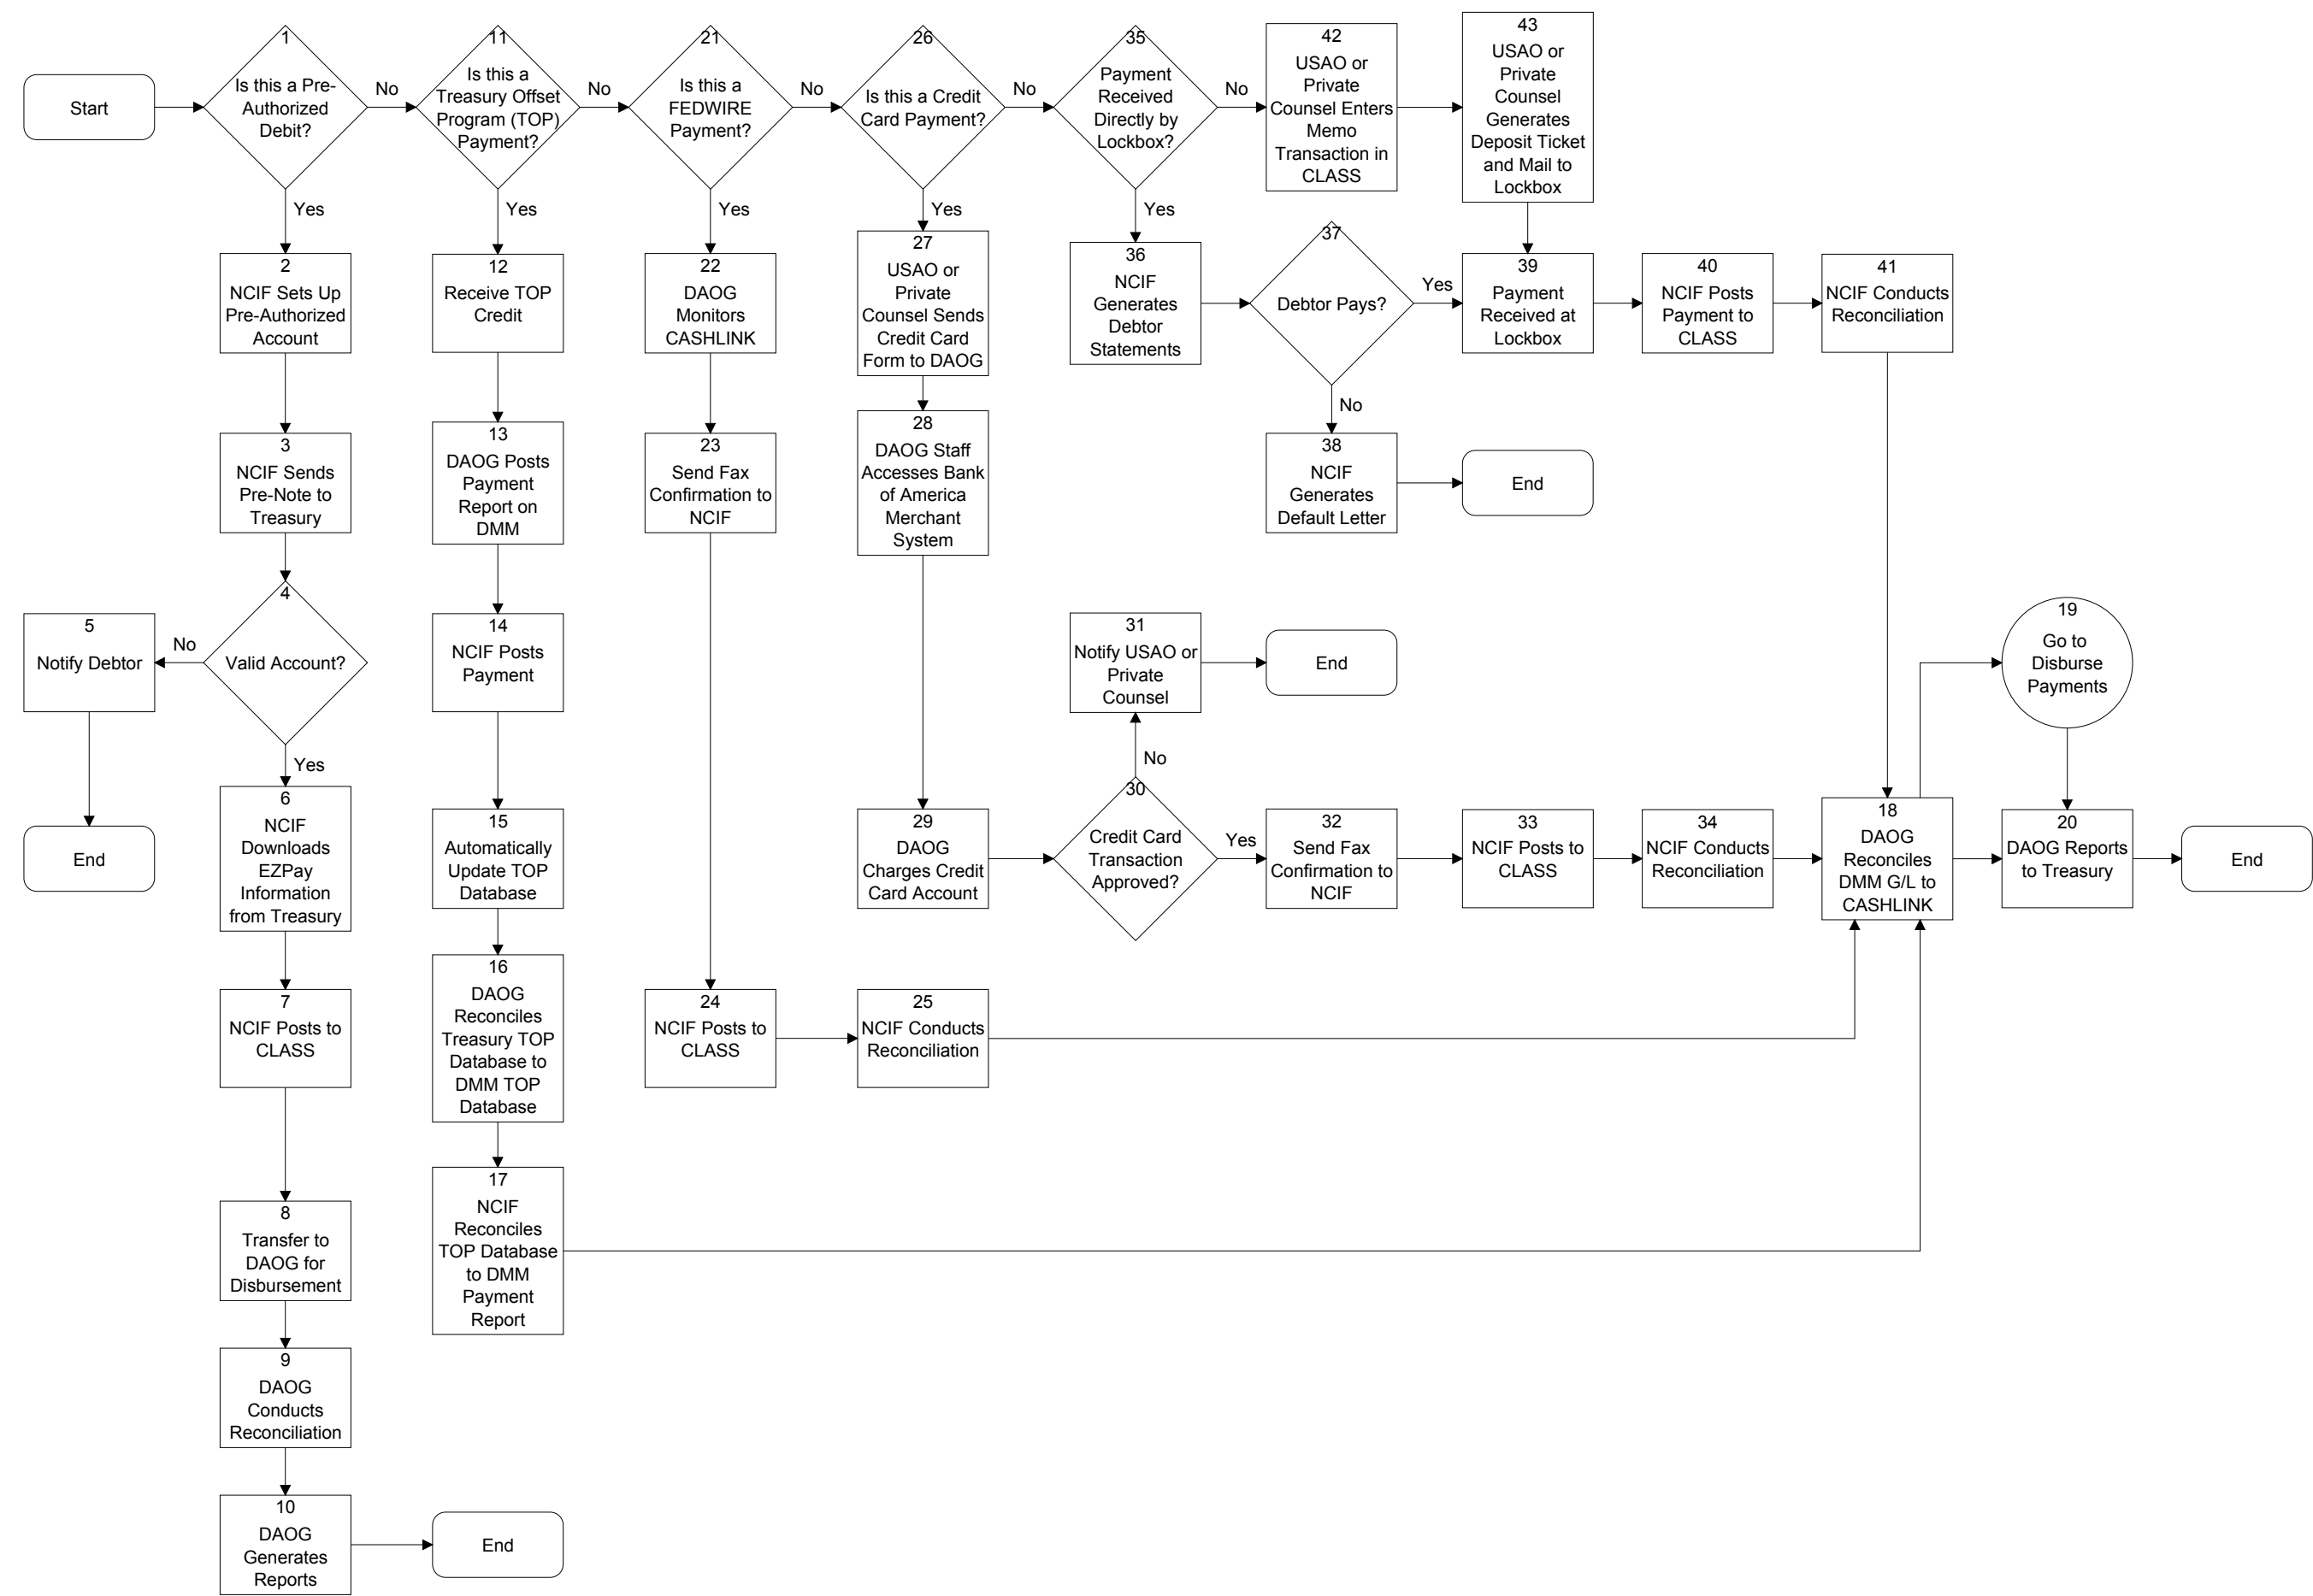 Start
1
Is this a Pre-
Authorized
Debit?
No
Yes
11
Is this a
Treasury Offset
Program (TOP)
Payment?
No
Yes
21
Is this a
FEDWIRE
Payment?
No
Yes
26
Is this a Credit
Card Payment?
No
Yes
35
Payment
Received
Directly by
Lockbox?
No
Yes
42
USAO or
Private
Counsel Enters
Memo
Transaction in
CLASS
43
USAO or
Private
Counsel
Generates
Deposit Ticket
and Mail to
Lockbox
2
NCIF Sets Up
Pre-Authorized
Account
12
Receive TOP
Credit
22
DAOG
Monitors
CASHLINK
27
USAO or
Private
Counsel Sends
Credit Card
Form to DAOG
36
NCIF
Generates
Debtor
Statements
37
Debtor Pays?
Yes
No
39
Payment
Received at
Lockbox
40
NCIF Posts
Payment to
CLASS
41
NCIF Conducts
Reconciliation
3
NCIF Sends
Pre-Note to
Treasury
13
DAOG Posts
Payment
Report on
DMM
23
Send Fax
Confirmation to
NCIF
28
DAOG Staff
Accesses Bank
of America
Merchant
System
38
NCIF
Generates
Default Letter
End
5
Notify Debtor
No
4
Valid Account?
Yes
14
NCIF Posts
Payment
31
Notify USAO or
Private
Counsel
End
No
19
Go to
Disburse
Payments
End
6
NCIF
Downloads
EZPay
Information
from Treasury
15
Automatically
Update TOP
Database
29
DAOG
Charges Credit
Card Account
30
Credit Card
Transaction
Approved?
Yes
32
Send Fax
Confirmation to
NCIF
33
NCIF Posts to
CLASS
34
NCIF Conducts
Reconciliation
18
DAOG
Reconciles
DMM G/L to
CASHLINK
20
DAOG Reports
to Treasury
End
7
NCIF Posts to
CLASS
16
DAOG
Reconciles
Treasury TOP
Database to
DMM TOP
Database
24
NCIF Posts to
CLASS
25
NCIF Conducts
Reconciliation
8
Transfer to
DAOG for
Disbursement
17
NCIF
Reconciles
TOP Database
to DMM
Payment
Report
9
DAOG
Conducts
Reconciliation
10
DAOG
Generates
Reports
End